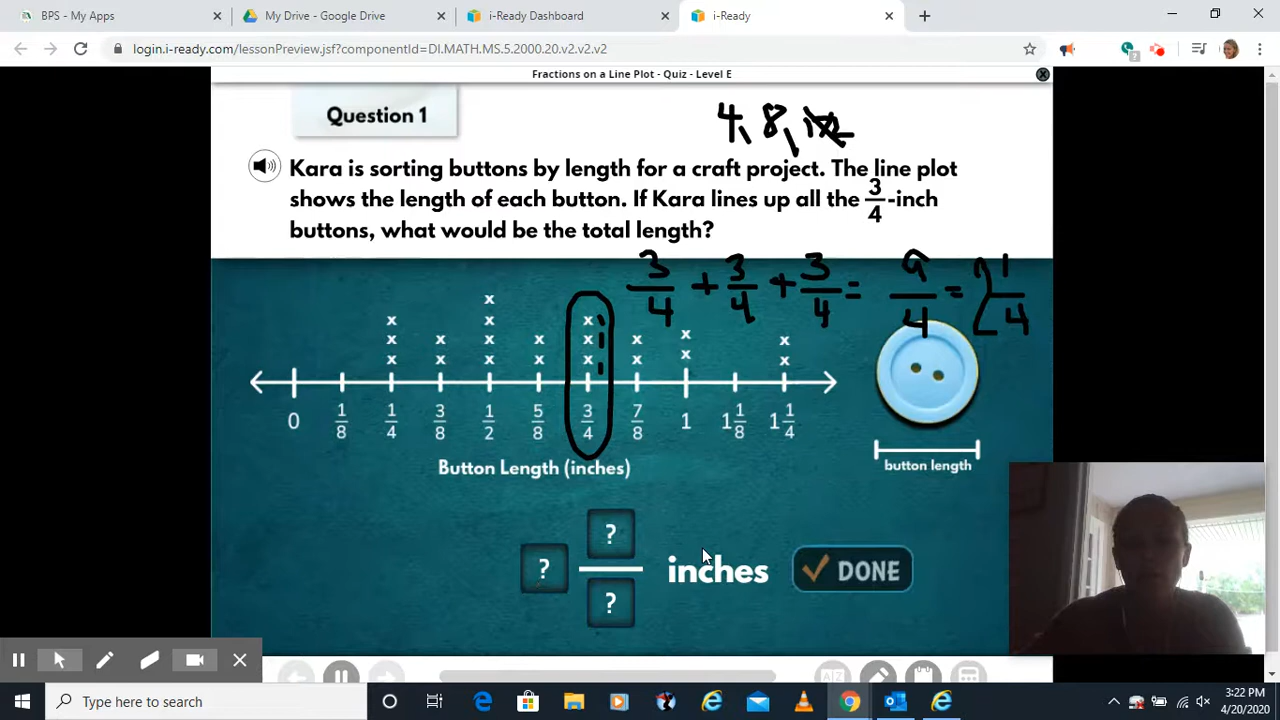 BPS - My Apps
My Drive - Google Drive
i-Ready Dashboard
i-Ready
login.i-ready.com/lessonPreview.jsf?componentId=DI.MATH.MS.5.2000.20.v2.v2.v2
Fractions on a Line Plot - Quiz - Level E
4, 8, 12
Question 1
Kara is sorting buttons by length for a craft project. The line plot
shows the length of each button. If Kara lines up all the 3/4-inch
buttons, what would be the total length?
3/4 + 3/4 + 3/4 = 9/4 = 2 1/4
x
x x x x
x x x x x x x x
x x x x x x x x
0 1/8 1/4 3/8 1/2 5/8 3/4 7/8 1 1 1/8 1 1/4
Button Length (inches)
button length
? ?/? inches
DONE
Type here to search
3:22 PM
4/20/2020